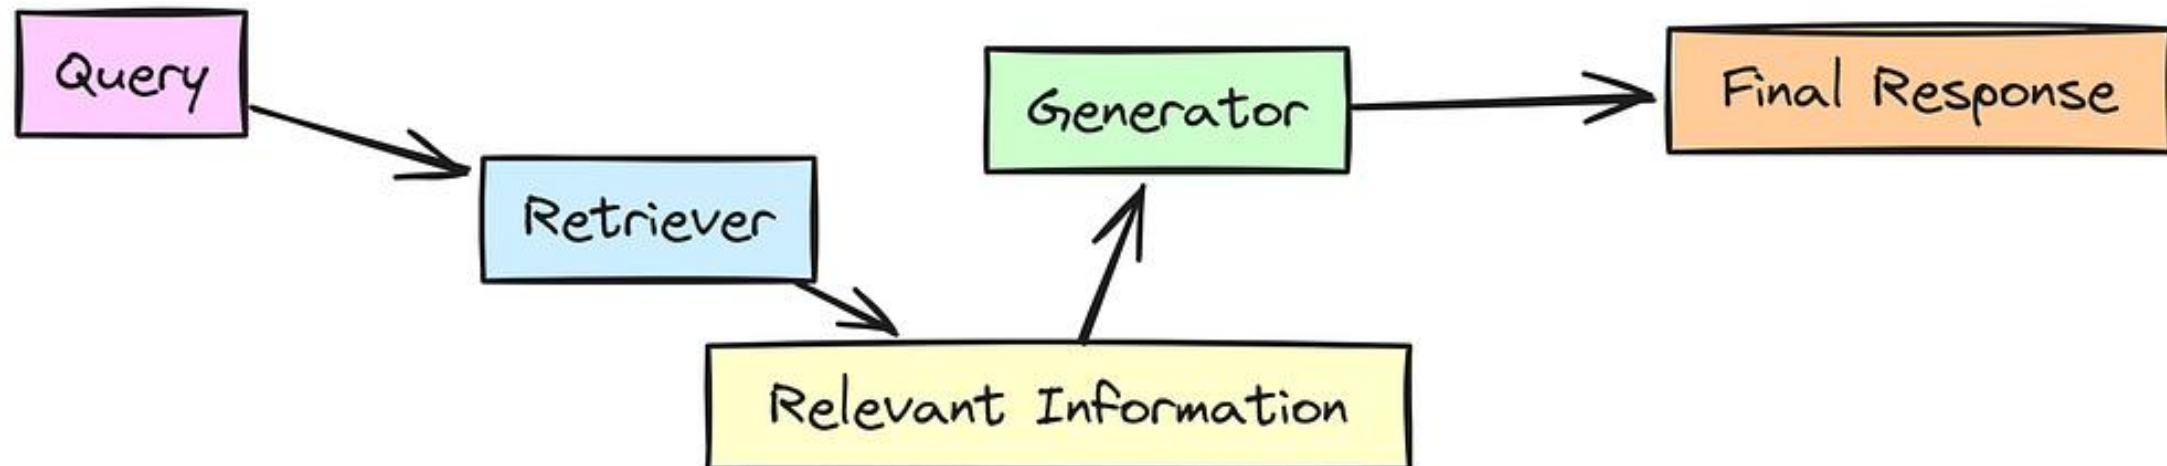 Query
Retriever
Relevant Information
Generator
Final Response